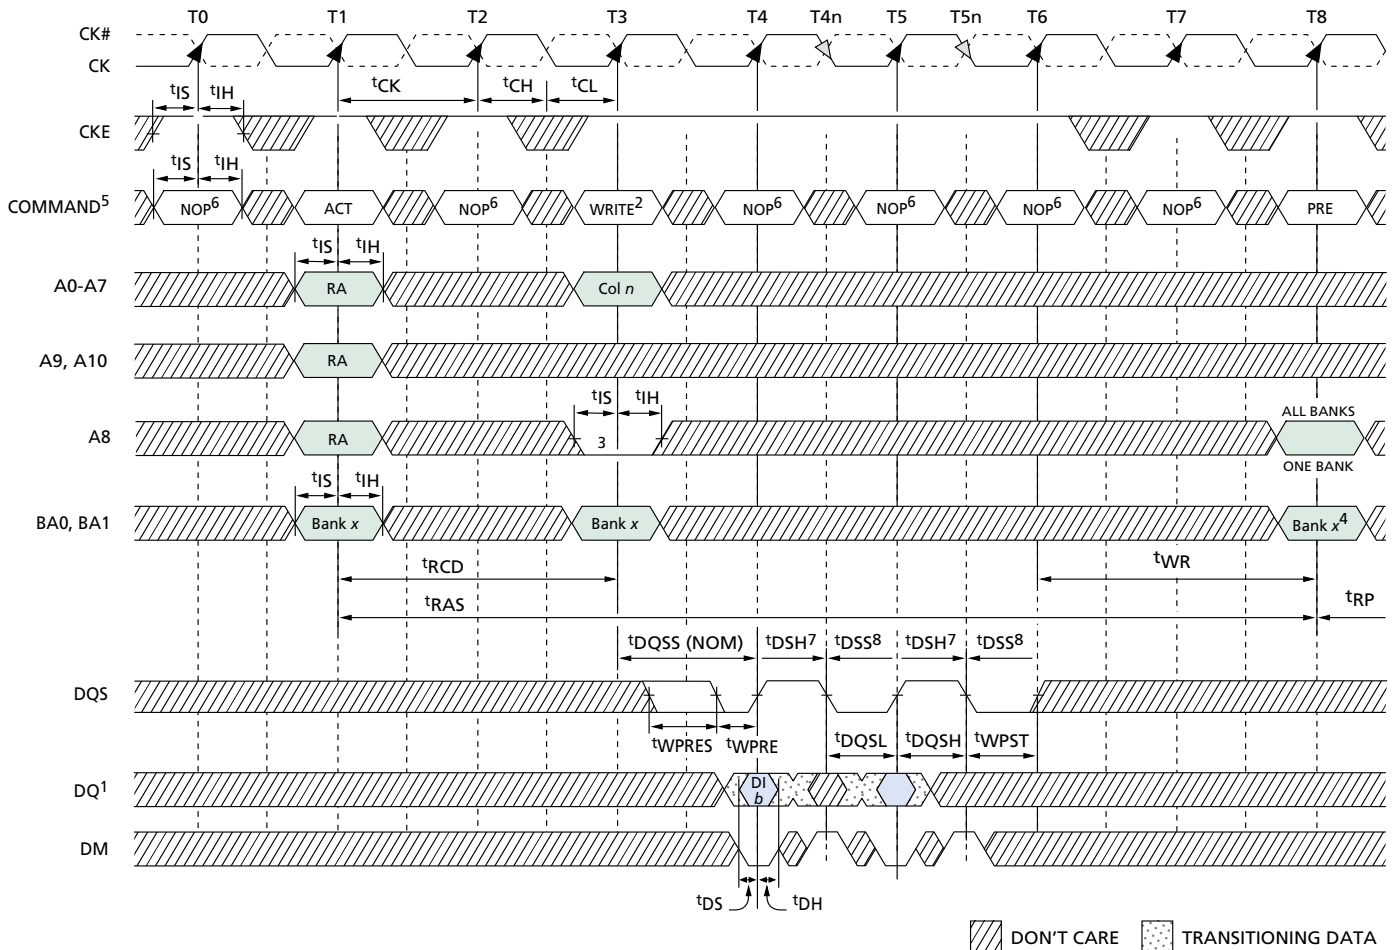 T0 T1 T2 T3 T4 T4n T5 T5n T6 T7 T8
CK#
CK
tIS tIH tCK tCH tCL
CKE
tIS tIH
COMMAND5 NOP6 ACT NOP6 WRITE2 NOP6 NOP6 NOP6 NOP6 PRE
tIS tIH
A0-A7 RA Col n
A9, A10 RA
tIS tIH
ALL BANKS
A8 RA 3
ONE BANK
tIS tIH
BA0, BA1 Bank x Bank x Bank x4
tRCD tWR
tRAS tRP
tDQSS (NOM) tDSH7 tDSS8 tDSH7 tDSS8
DQS
tWPRES tWPRE tDQSL tDQSH tWPST
DQ1 DI
b
DM
tDS tDH
DON'T CARE TRANSITIONING DATA